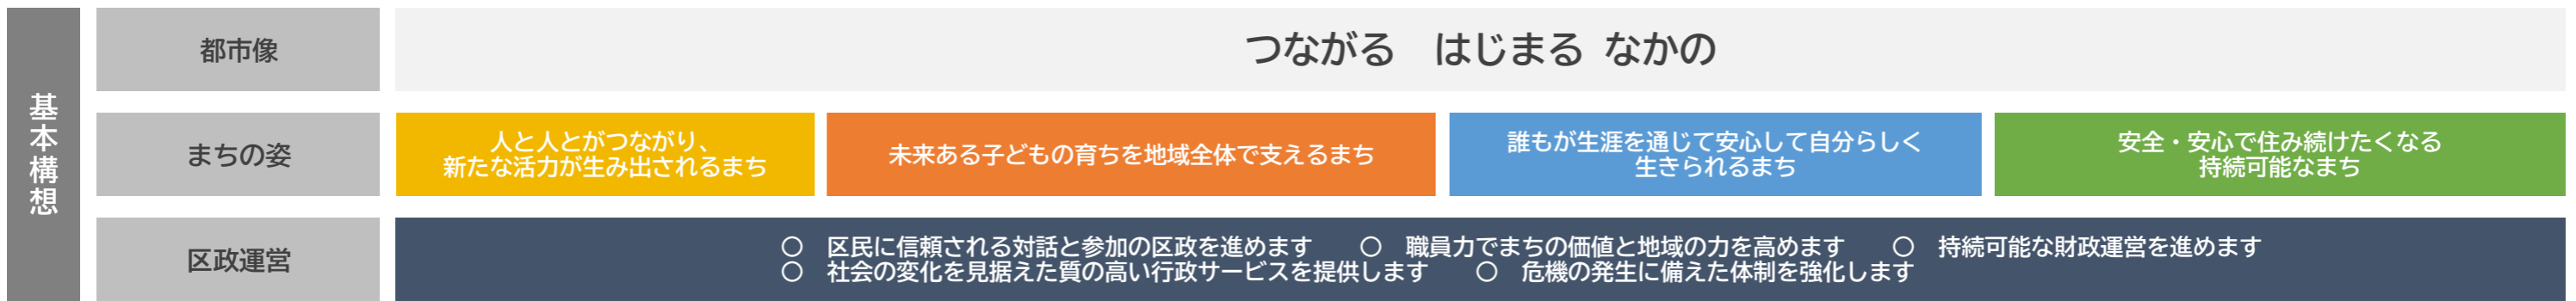 基本構想
都市像
つながる　はじまる なかの
まちの姿
人と人とがつながり、
新たな活力が生み出されるまち
未来ある子どもの育ちを地域全体で支えるまち
誰もが生涯を通じて安心して自分らしく
生きられるまち
安全・安心で住み続けたくなる
持続可能なまち
区政運営
○　区民に信頼される対話と参加の区政を進めます　　○　職員力でまちの価値と地域の力を高めます　　○　持続可能な財政運営を進めます
○　社会の変化を見据えた質の高い行政サービスを提供します　　○　危機の発生に備えた体制を強化します